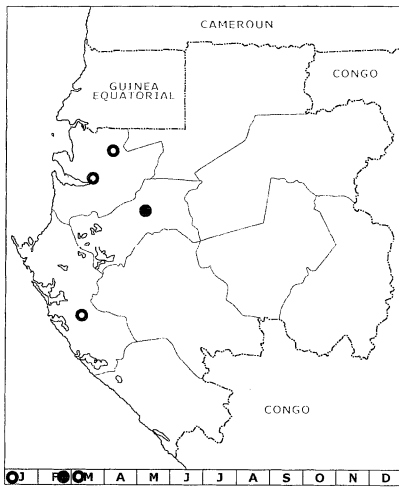 CAMEROUN
CONGO
GUINEA
EQUATORIAL
CONGO
J F M A M J J A S O N D